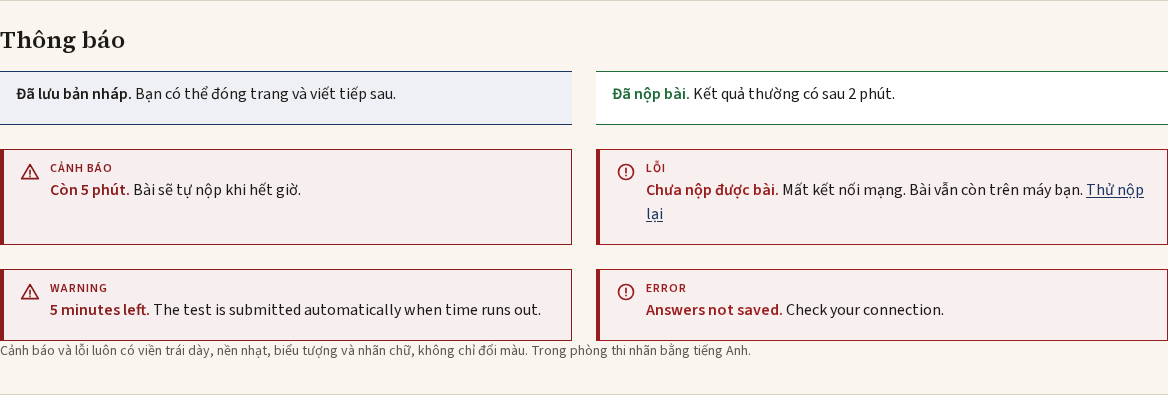 Thông báo
Đã lưu bản nháp. Bạn có thể đóng trang và viết tiếp sau.
Đã nộp bài. Kết quả thường có sau 2 phút.
CẢNH BÁO
Còn 5 phút. Bài sẽ tự nộp khi hết giờ.
LỖI
Chưa nộp được bài. Mất kết nối mạng. Bài vẫn còn trên máy bạn. Thử nộp
lại
WARNING
5 minutes left. The test is submitted automatically when time runs out.
ERROR
Answers not saved. Check your connection.
Cảnh báo và lỗi luôn có viền trái dày, nền nhạt, biểu tượng và nhãn chữ, không chỉ đổi màu. Trong phòng thi nhãn bằng tiếng Anh.